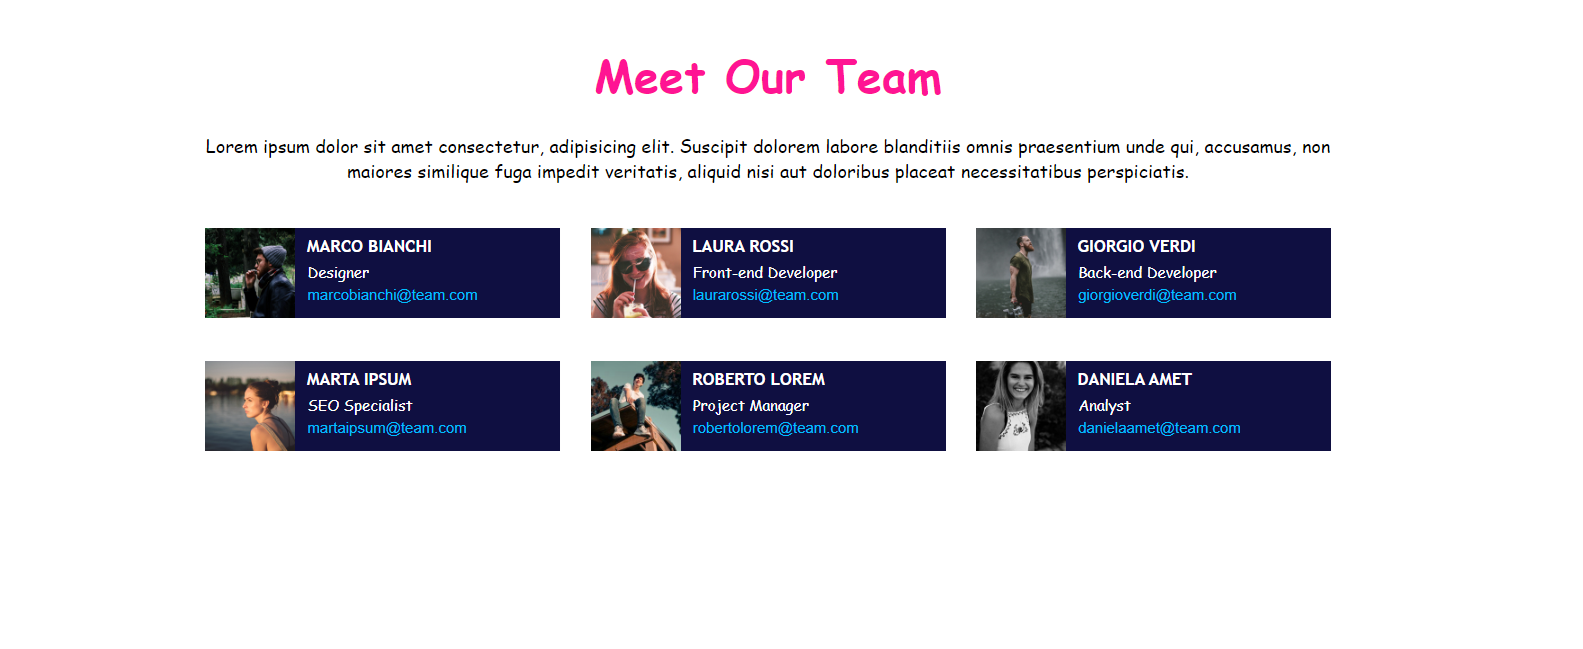 Meet Our Team
Lorem ipsum dolor sit amet consectetur, adipisicing elit. Suscipit dolorem labore blanditiis omnis praesentium unde qui, accusamus, non
maiores similique fuga impedit veritatis, aliquid nisi aut doloribus placeat necessitatibus perspiciatis.
MARCO BIANCHI
Designer
marcobianchi@team.com
LAURA ROSSI
Front-end Developer
laurarossi@team.com
GIORGIO VERDI
Back-end Developer
giorgioverdi@team.com
MARTA IPSUM
SEO Specialist
martaipsum@team.com
ROBERTO LOREM
Project Manager
robertolorem@team.com
DANIELA AMET
Analyst
danielaamet@team.com